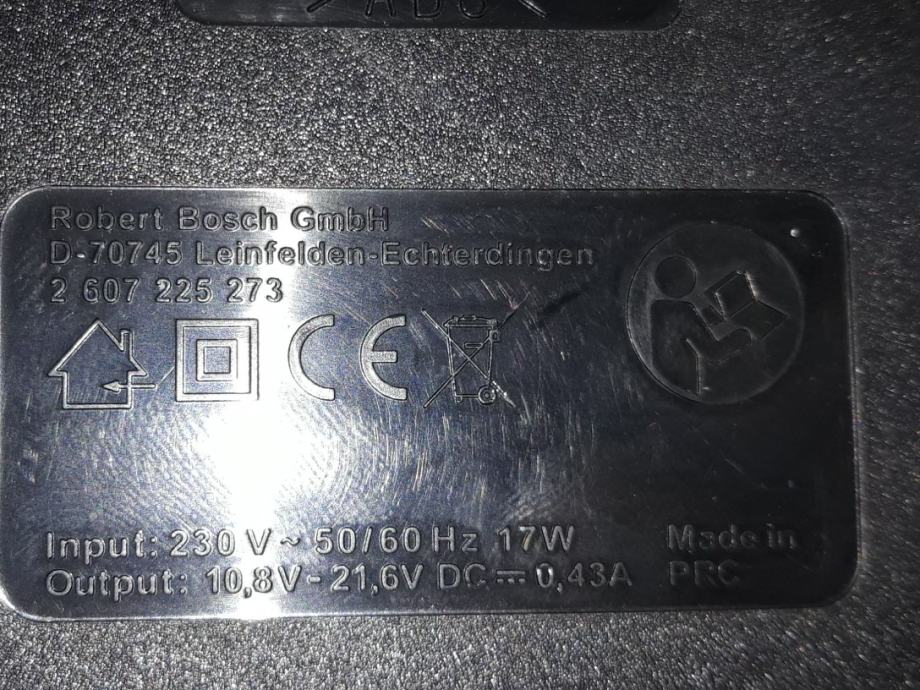 >ABS<
Robert Bosch GmbH
D-70745 Leinfelden-Echterdingen
2 607 225 273
CE
Input: 230 V ~ 50/60 Hz 17W
Output: 10,8V - 21,6V DC ⎓ 0,43A
Made in
PRC